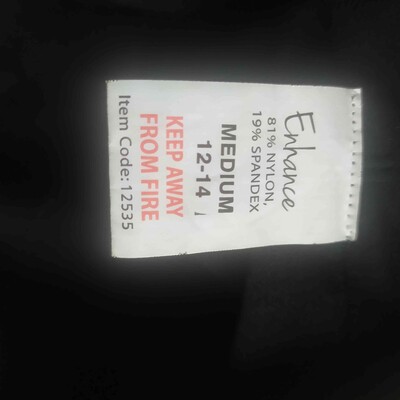 Enhance
81% NYLON,
19% SPANDEX
MEDIUM
12-14
KEEP AWAY
FROM FIRE
Item Code: 12535